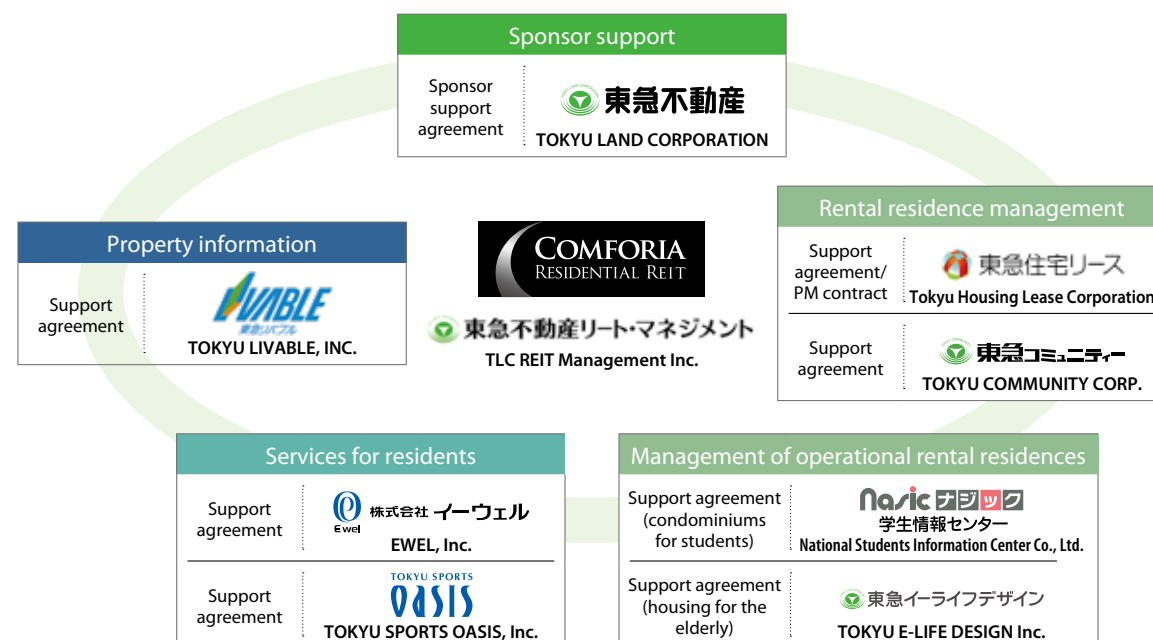 Sponsor support
Sponsor
support
agreement
東急不動産
TOKYU LAND CORPORATION
Property information
Support
agreement
LIVABLE
東急リバブル
TOKYU LIVABLE, INC.
COMFORIA
RESIDENTIAL REIT
東急不動産リート・マネジメント
TLC REIT Management Inc.
Rental residence management
Support
agreement/
PM contract
東急住宅リース
Tokyu Housing Lease Corporation
Support
agreement
東急コミュニティー
TOKYU COMMUNITY CORP.
Services for residents
Support
agreement
Ewel
株式会社 イーウェル
EWEL, Inc.
Support
agreement
TOKYU SPORTS
OASIS
TOKYU SPORTS OASIS, Inc.
Management of operational rental residences
Support agreement
(condominiums
for students)
Nasic ナジック
学生情報センター
National Students Information Center Co., Ltd.
Support agreement
(housing for the
elderly)
東急イーライフデザイン
TOKYU E-LIFE DESIGN Inc.